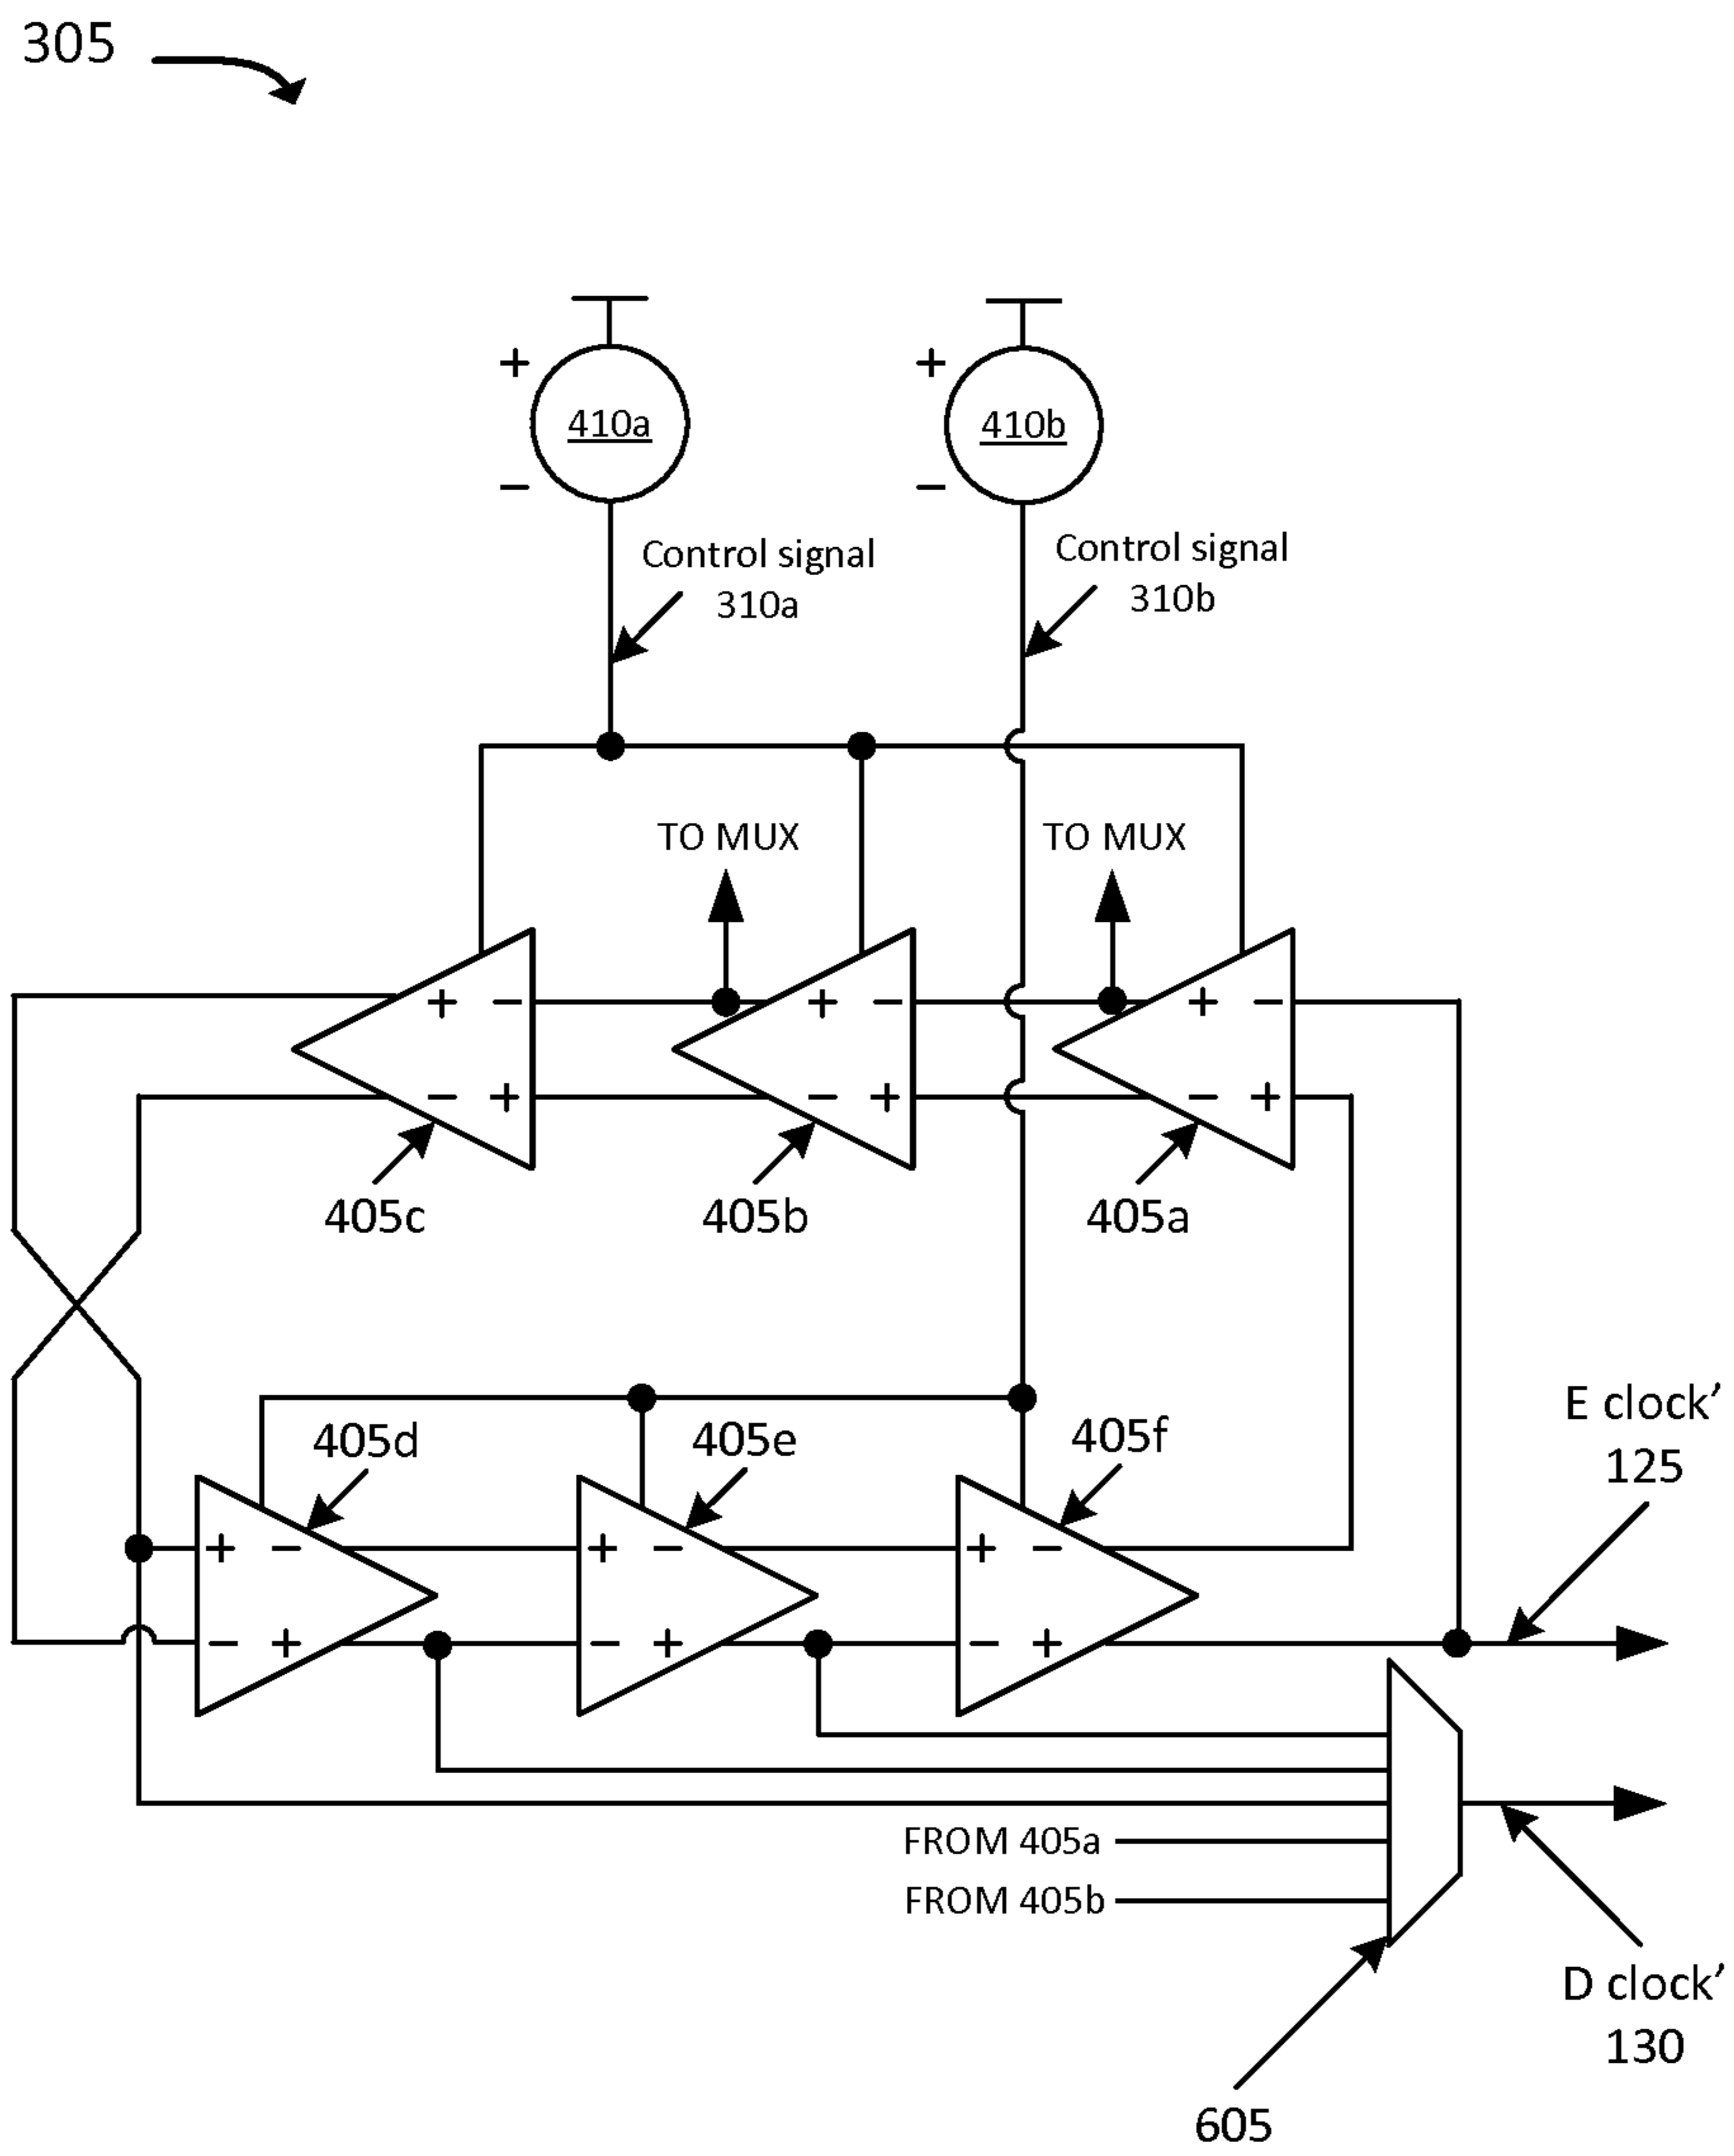 305
+ +
410a 410b
− −
Control signal
310a
Control signal
310b
TO MUX TO MUX
+ − + − + −
− + − + − +
405c 405b 405a
E clock’
125
405d 405e 405f
+ − + − + −
− + − + − +
FROM 405a
FROM 405b
D clock’
130
605